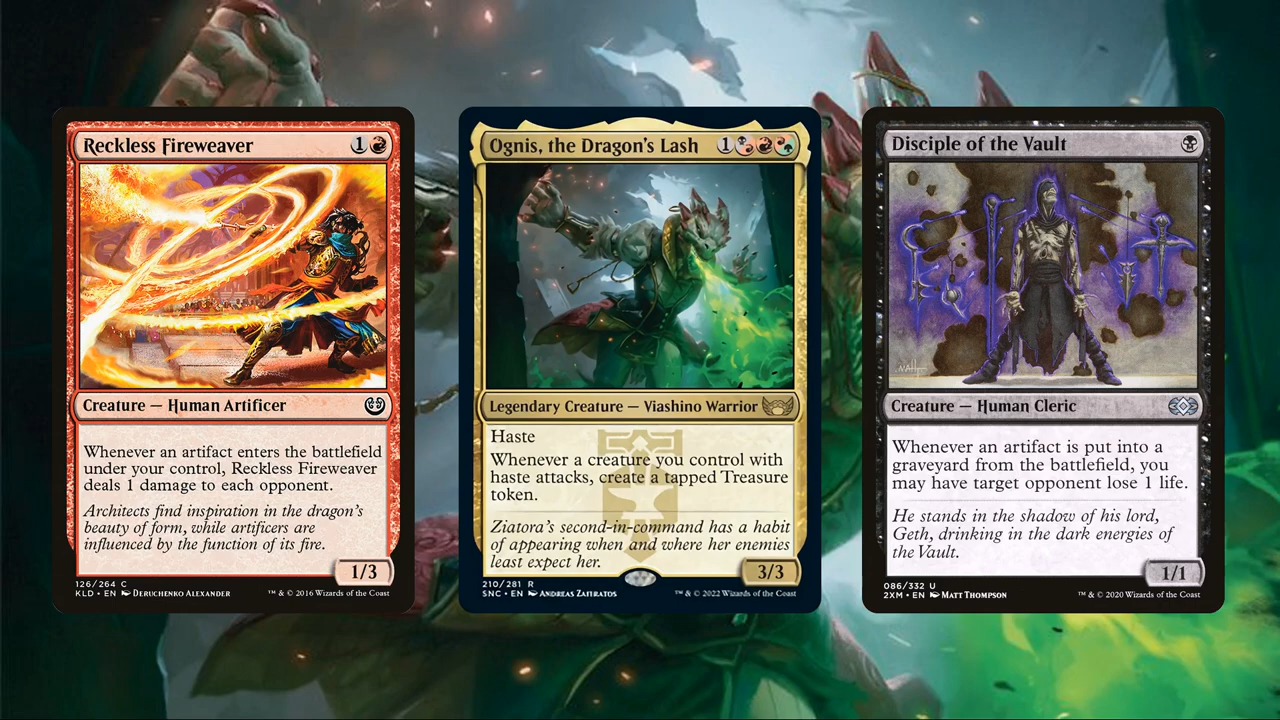 Reckless Fireweaver 1
Creature — Human Artificer
Whenever an artifact enters the battlefield
under your control, Reckless Fireweaver
deals 1 damage to each opponent.
Architects find inspiration in the dragon's
beauty of form, while artificers are
influenced by the function of its fire.
1/3
126/264 C
KLD • EN Deruchenko Alexander ™ & © 2016 Wizards of the Coast
Ognis, the Dragon's Lash 1
Legendary Creature — Viashino Warrior
Haste
Whenever a creature you control with
haste attacks, create a tapped Treasure
token.
Ziatora's second-in-command has a habit
of appearing when and where her enemies
least expect her.
3/3
210/281 R
SNC • EN Andreas Zafiratos ™ & © 2022 Wizards of the Coast
Disciple of the Vault
MAtt
Creature — Human Cleric
Whenever an artifact is put into a
graveyard from the battlefield, you
may have target opponent lose 1 life.
He stands in the shadow of his lord,
Geth, drinking in the dark energies of
the Vault.
1/1
086/332 U
2XM • EN Matt Thompson ™ & © 2020 Wizards of the Coast